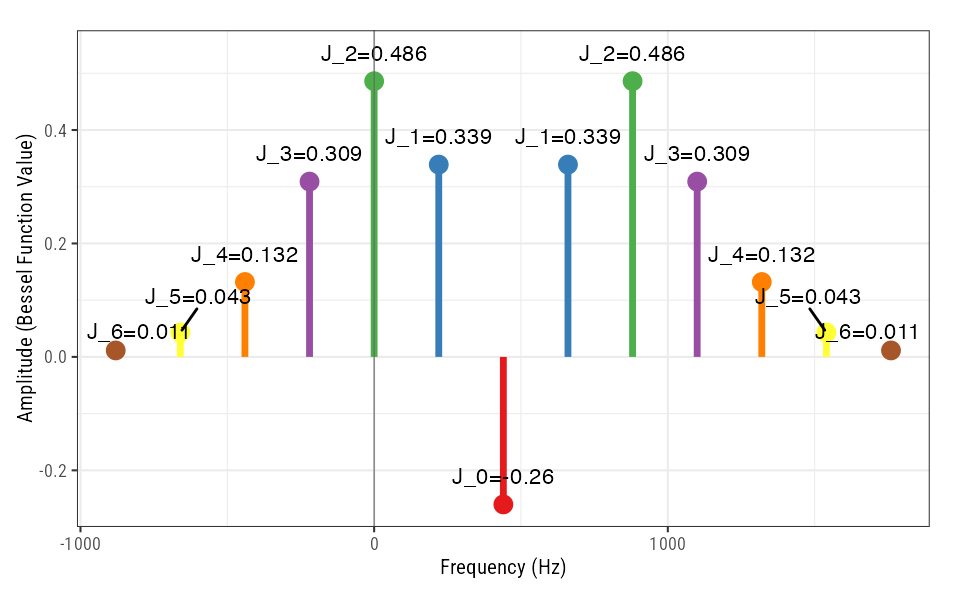 J_2=0.486
J_2=0.486
J_1=0.339
J_1=0.339
J_3=0.309
J_3=0.309
J_4=0.132
J_4=0.132
J_5=0.043
J_5=0.043
J_6=0.011
J_6=0.011
J_0=-0.26
0.4
0.2
0.0
-0.2
-1000
0
1000
Frequency (Hz)
Amplitude (Bessel Function Value)